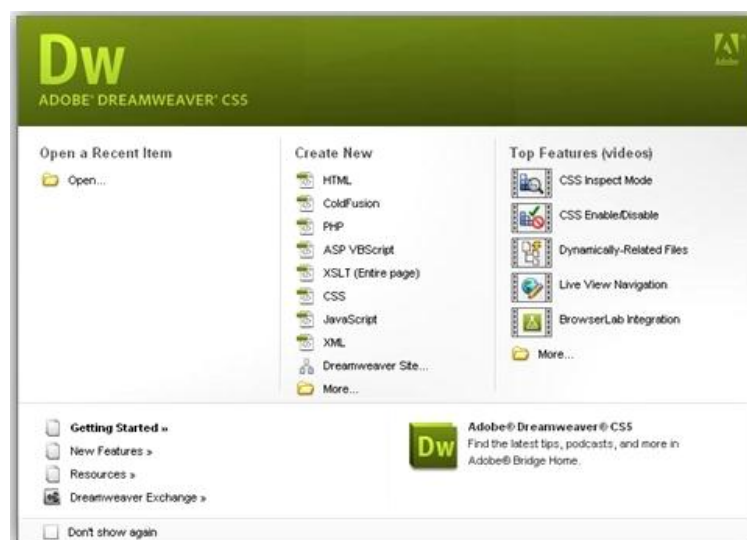 Dw
ADOBE® DREAMWEAVER® CS5
Adobe
Open a Recent Item
Open...
Create New
HTML
ColdFusion
PHP
ASP VBScript
XSLT (Entire page)
CSS
JavaScript
XML
Dreamweaver Site...
More...
Top Features (videos)
CSS Inspect Mode
CSS Enable/Disable
Dynamically-Related Files
Live View Navigation
BrowserLab Integration
More...
Getting Started »
New Features »
Resources »
Dreamweaver Exchange »
Dw
Adobe® Dreamweaver® CS5
Find the latest tips, podcasts, and more in
Adobe® Bridge Home.
Don't show again